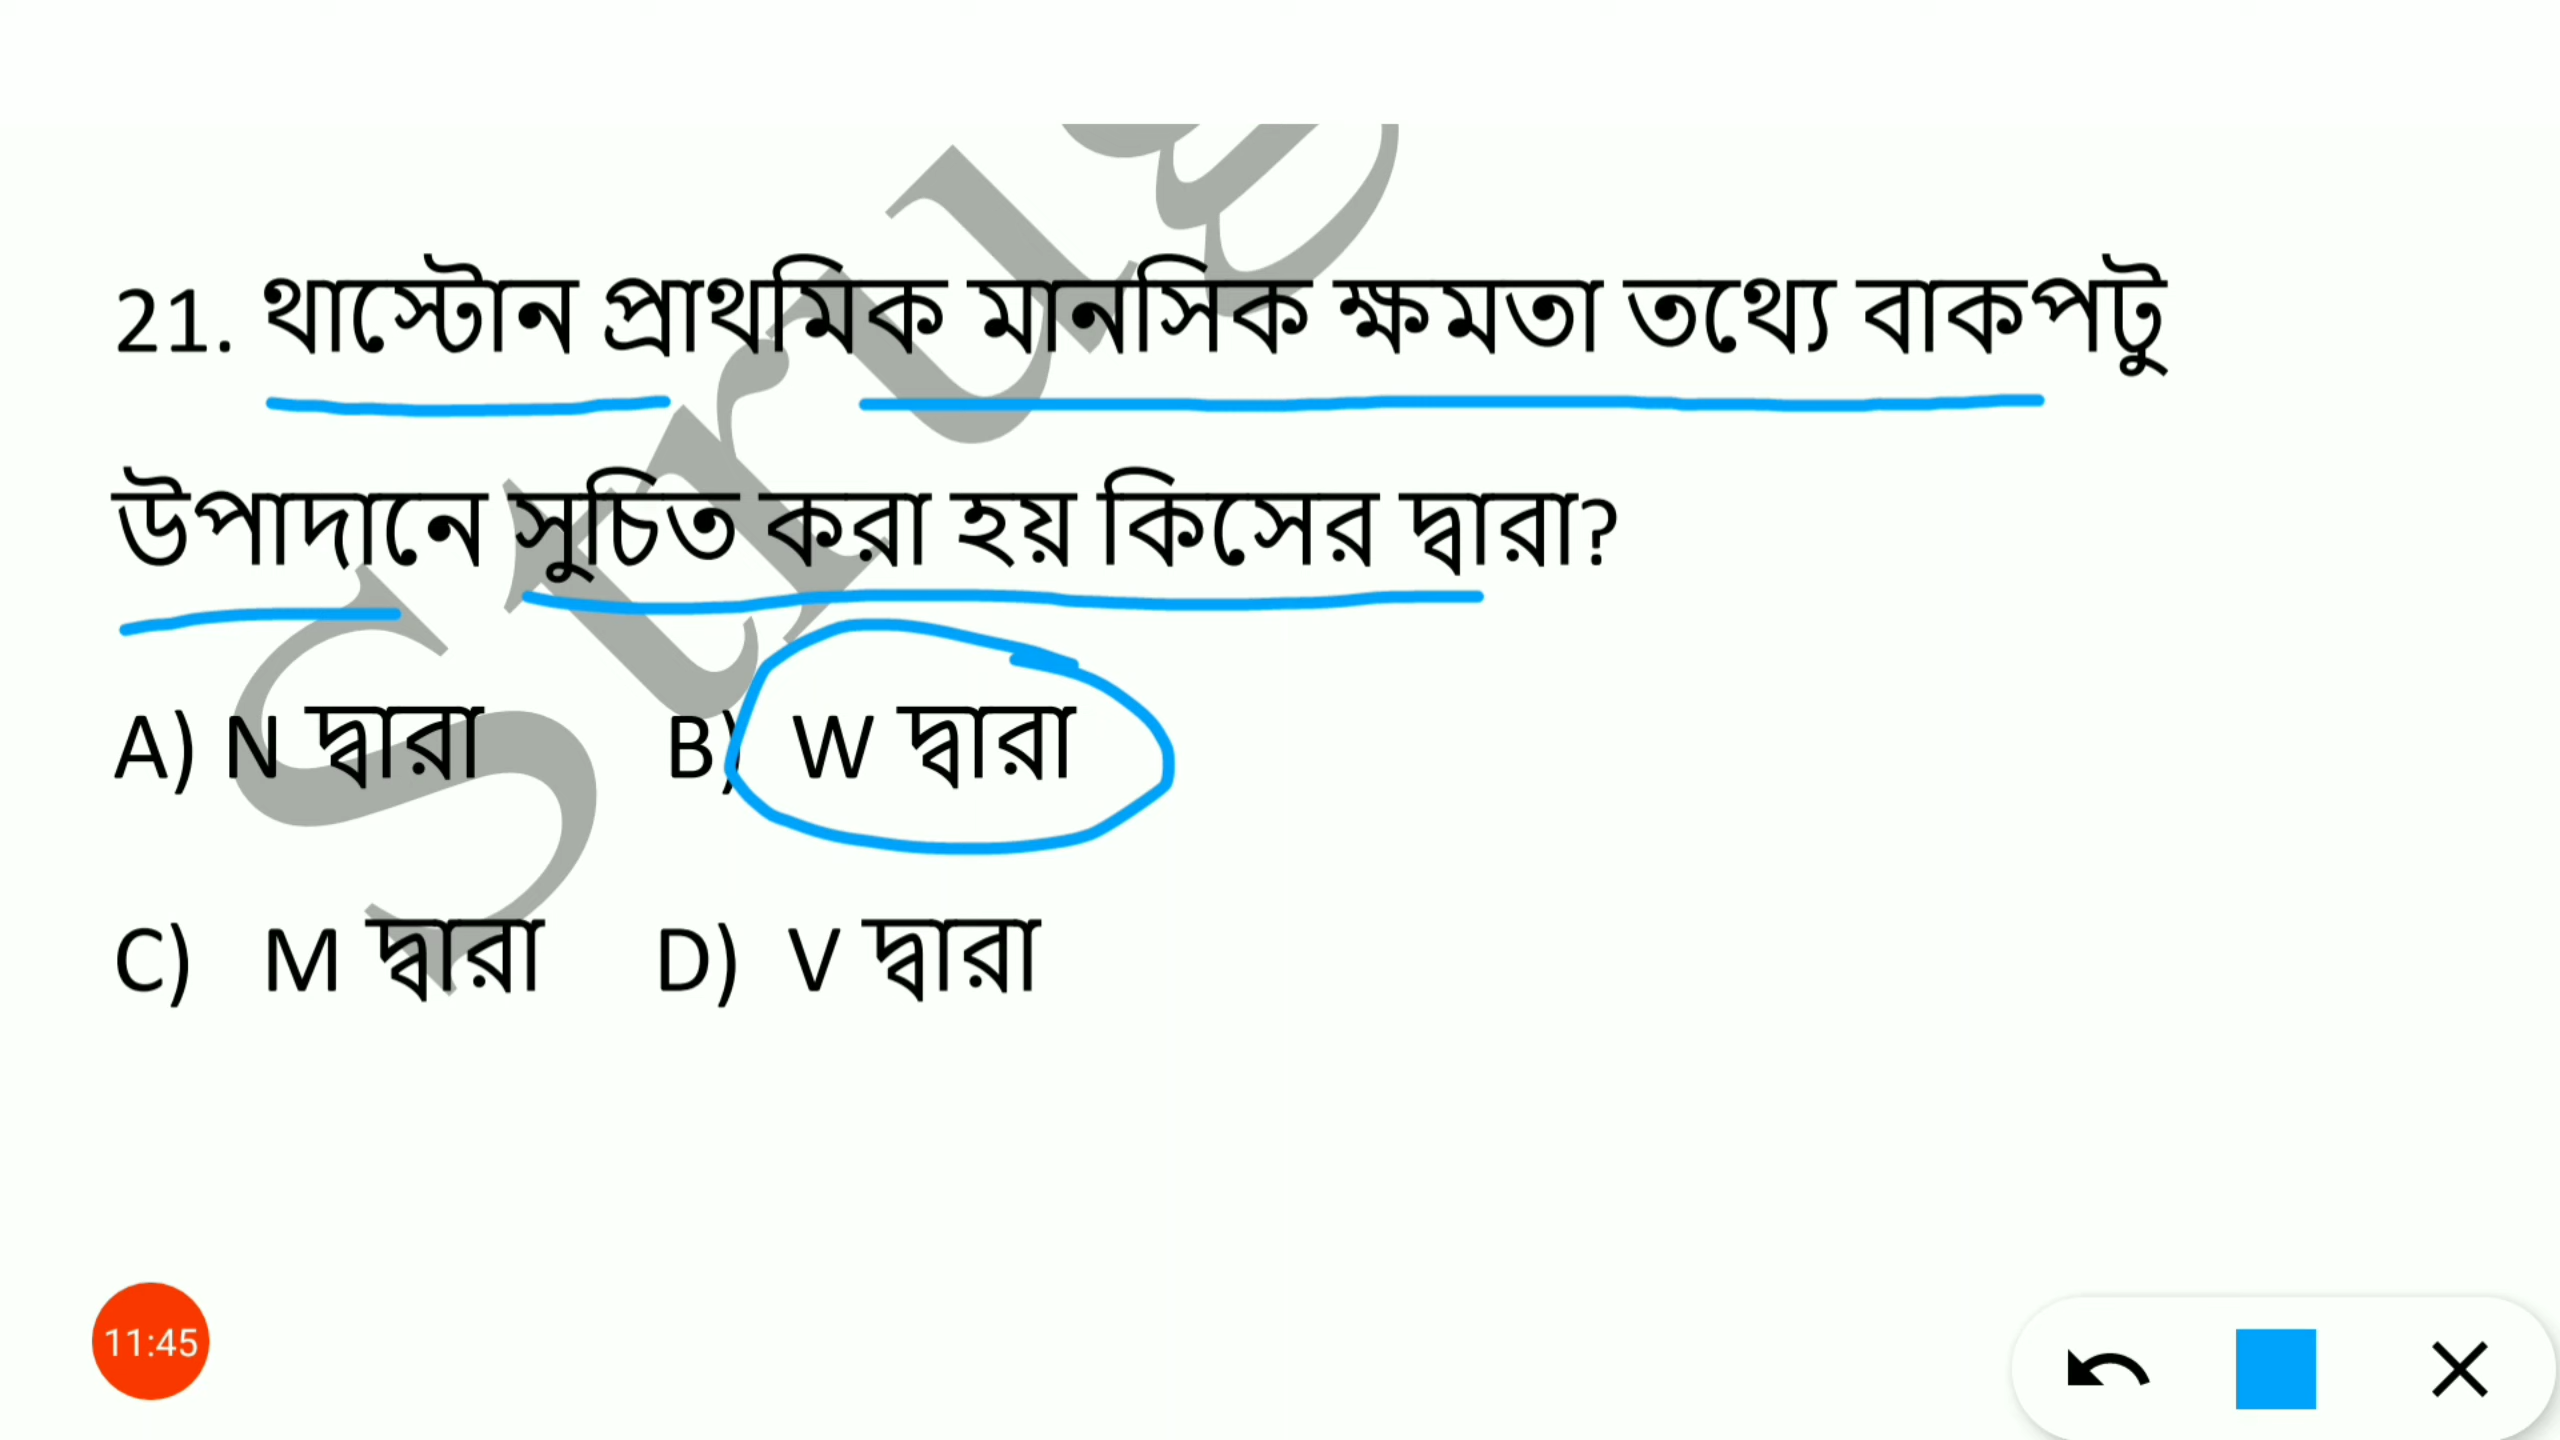 21. থার্স্টোন প্রাথমিক মানসিক ক্ষমতা তথ্যে বাকপটু
উপাদানে সুচিত করা হয় কিসের দ্বারা?
A) N দ্বারা B) W দ্বারা
C) M দ্বারা D) V দ্বারা
11:45